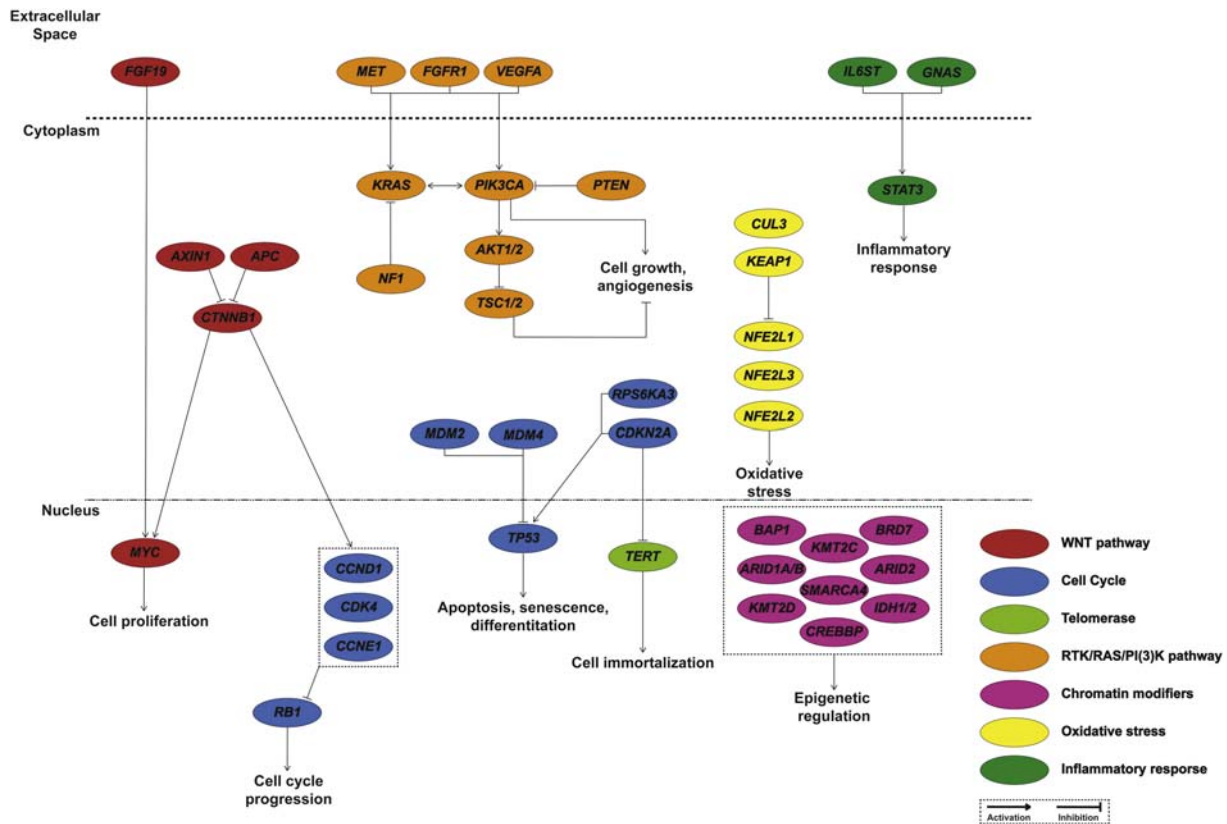 Extracellular
Space
FGF19
MET
FGFR1
VEGFA
IL6ST
GNAS
Cytoplasm
KRAS
PIK3CA
PTEN
STAT3
CUL3
Inflammatory
response
AXIN1
APC
AKT1/2
KEAP1
NF1
Cell growth,
angiogenesis
TSC1/2
CTNNB1
NFE2L1
NFE2L3
RPS6KA3
NFE2L2
MDM2
MDM4
CDKN2A
Oxidative
stress
Nucleus
MYC
TP53
TERT
BAP1
BRD7
KMT2C
ARID1A/B
ARID2
SMARCA4
KMT2D
IDH1/2
CREBBP
CCND1
CDK4
CCNE1
Cell proliferation
Apoptosis, senescence,
differentitation
Cell immortalization
Epigenetic
regulation
RB1
Cell cycle
progression
WNT pathway
Cell Cycle
Telomerase
RTK/RAS/PI(3)K pathway
Chromatin modifiers
Oxidative stress
Inflammatory response
Activation
Inhibition